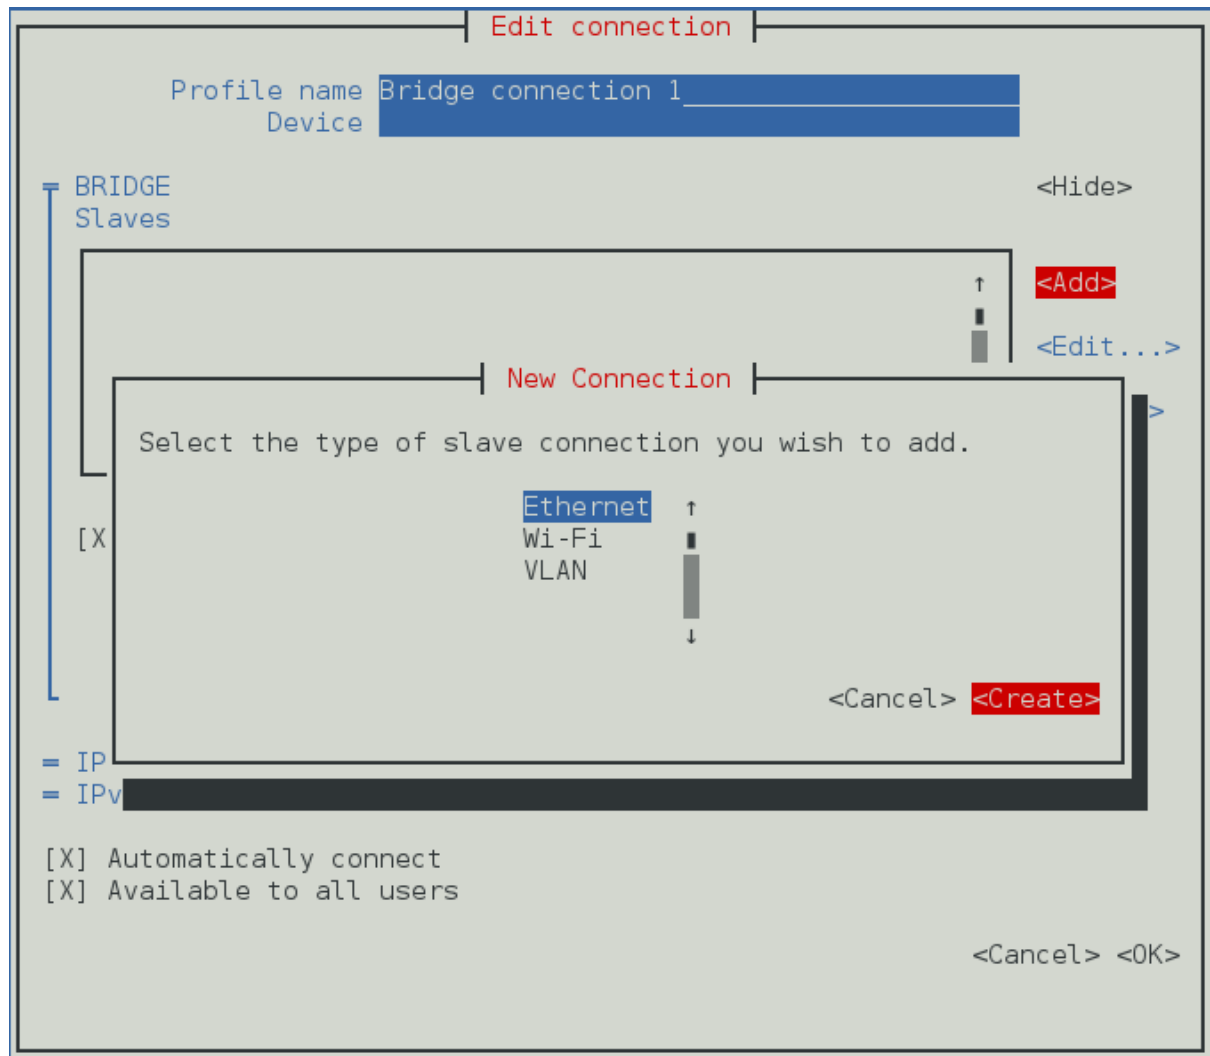 Edit connection
Profile name Bridge connection 1
Device
BRIDGE <Hide>
Slaves
↑ <Add>
<Edit...>
New Connection
>
Select the type of slave connection you wish to add.
Ethernet ↑
[X Wi-Fi
VLAN
↓
<Cancel> <Create>
= IP
= IPv
[X] Automatically connect
[X] Available to all users
<Cancel> <OK>